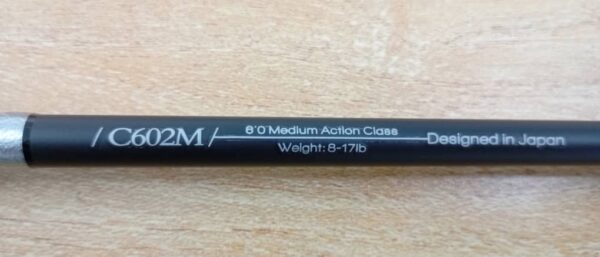 / C602M /
6'0 Medium Action Class
Weight: 8-17lb
Designed in Japan